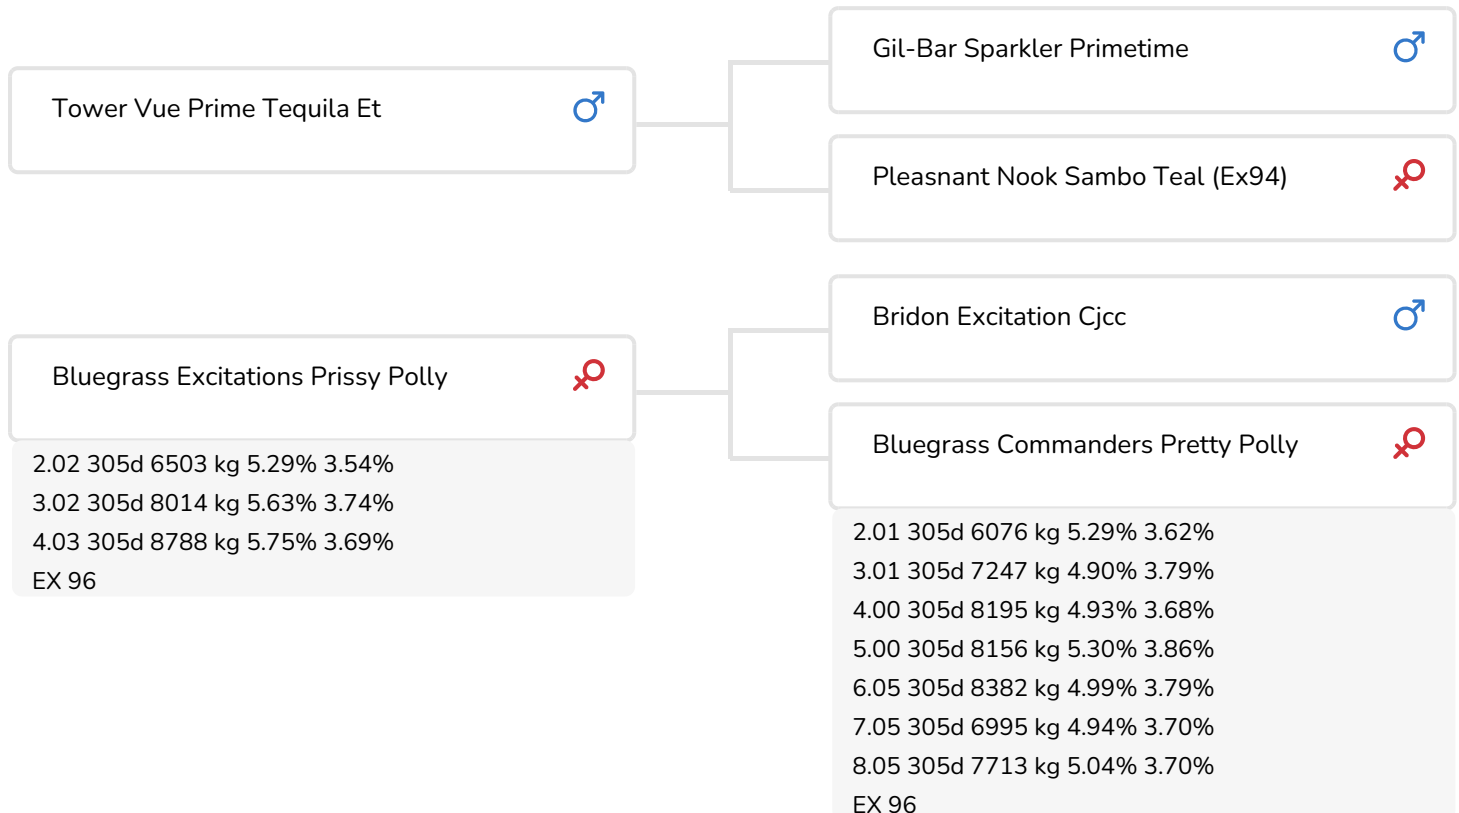 Tower Vue Prime Tequila Et
Gil-Bar Sparkler Primetime
Pleasnant Nook Sambo Teal (Ex94)
Bluegrass Excitations Prissy Polly
2.02 305d 6503 kg 5.29% 3.54%
3.02 305d 8014 kg 5.63% 3.74%
4.03 305d 8788 kg 5.75% 3.69%
EX 96
Bridon Excitation Cjcc
Bluegrass Commanders Pretty Polly
2.01 305d 6076 kg 5.29% 3.62%
3.01 305d 7247 kg 4.90% 3.79%
4.00 305d 8195 kg 4.93% 3.68%
5.00 305d 8156 kg 5.30% 3.86%
6.05 305d 8382 kg 4.99% 3.79%
7.05 305d 6995 kg 4.94% 3.70%
8.05 305d 7713 kg 5.04% 3.70%
EX 96